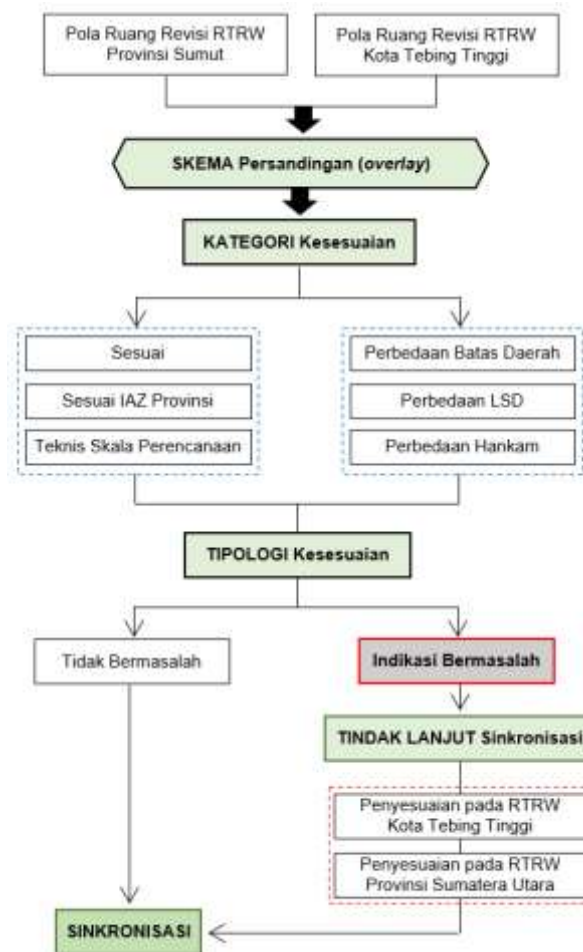 Pola Ruang Revisi RTRW
Provinsi Sumut
Pola Ruang Revisi RTRW
Kota Tebing Tinggi
SKEMA Persandingan (overlay)
KATEGORI Kesesuaian
Sesuai
Sesuai IAZ Provinsi
Teknis Skala Perencanaan
Perbedaan Batas Daerah
Perbedaan LSD
Perbedaan Hankam
TIPOLOGI Kesesuaian
Tidak Bermasalah
Indikasi Bermasalah
TINDAK LANJUT Sinkronisasi
Penyesuaian pada RTRW
Kota Tebing Tinggi
Penyesuaian pada RTRW
Provinsi Sumatera Utara
SINKRONISASI